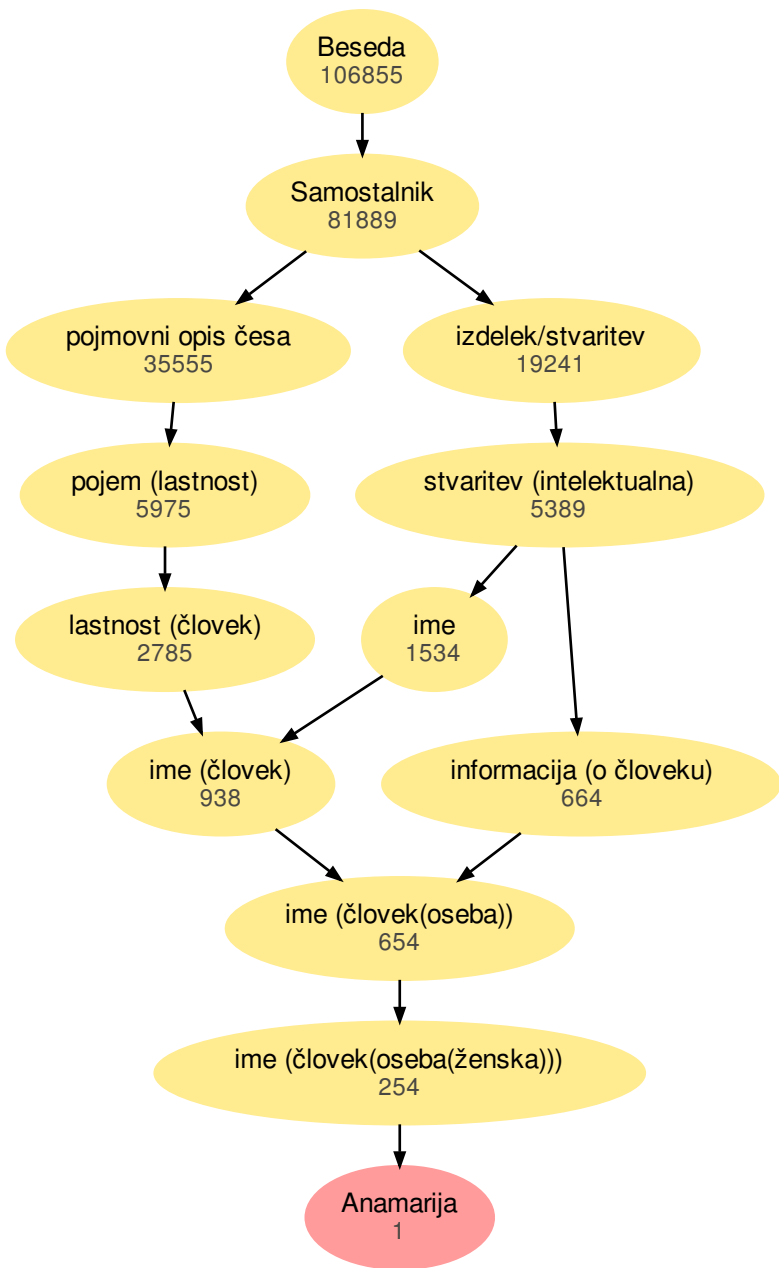 Beseda
106855
Samostalnik
81889
pojmovni opis česa
35555
izdelek/stvaritev
19241
pojem (lastnost)
5975
stvaritev (intelektualna)
5389
lastnost (človek)
2785
ime
1534
ime (človek)
938
informacija (o človeku)
664
ime (človek(oseba))
654
ime (človek(oseba(ženska)))
254
Anamarija
1